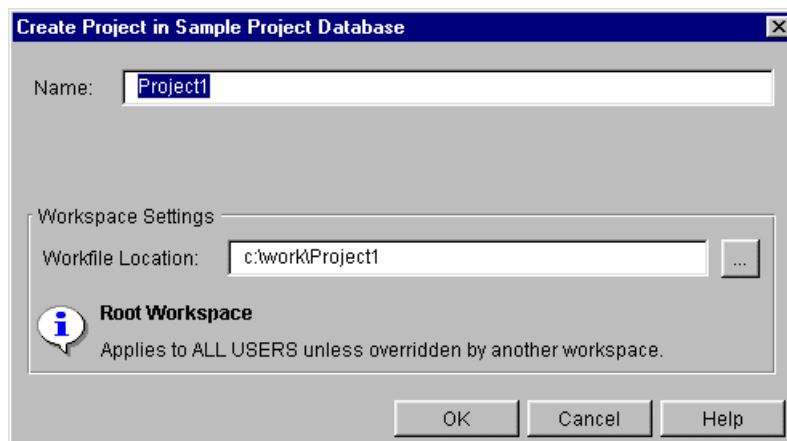 Create Project in Sample Project Database
Name: Project1
Workspace Settings
Workfile Location: c:\work\Project1 ...
Root Workspace
Applies to ALL USERS unless overridden by another workspace.
OK Cancel Help